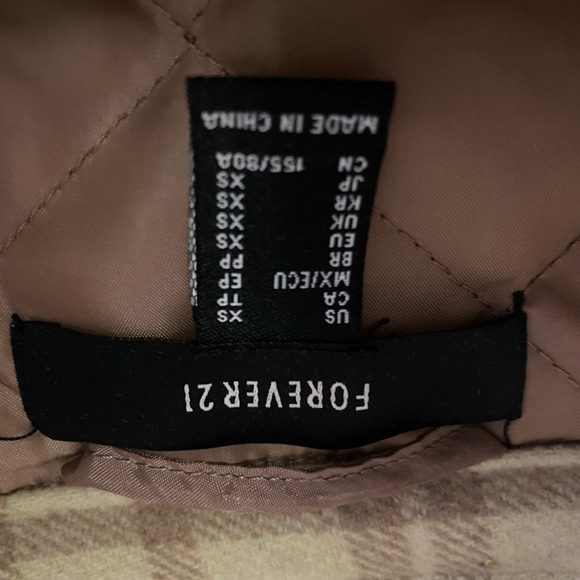 FOREVER 21
US XS
CA TP
MX/ECU EP
BR PP
EU XS
UK XS
KR XS
JP XS
CN 155/80A
MADE IN CHINA